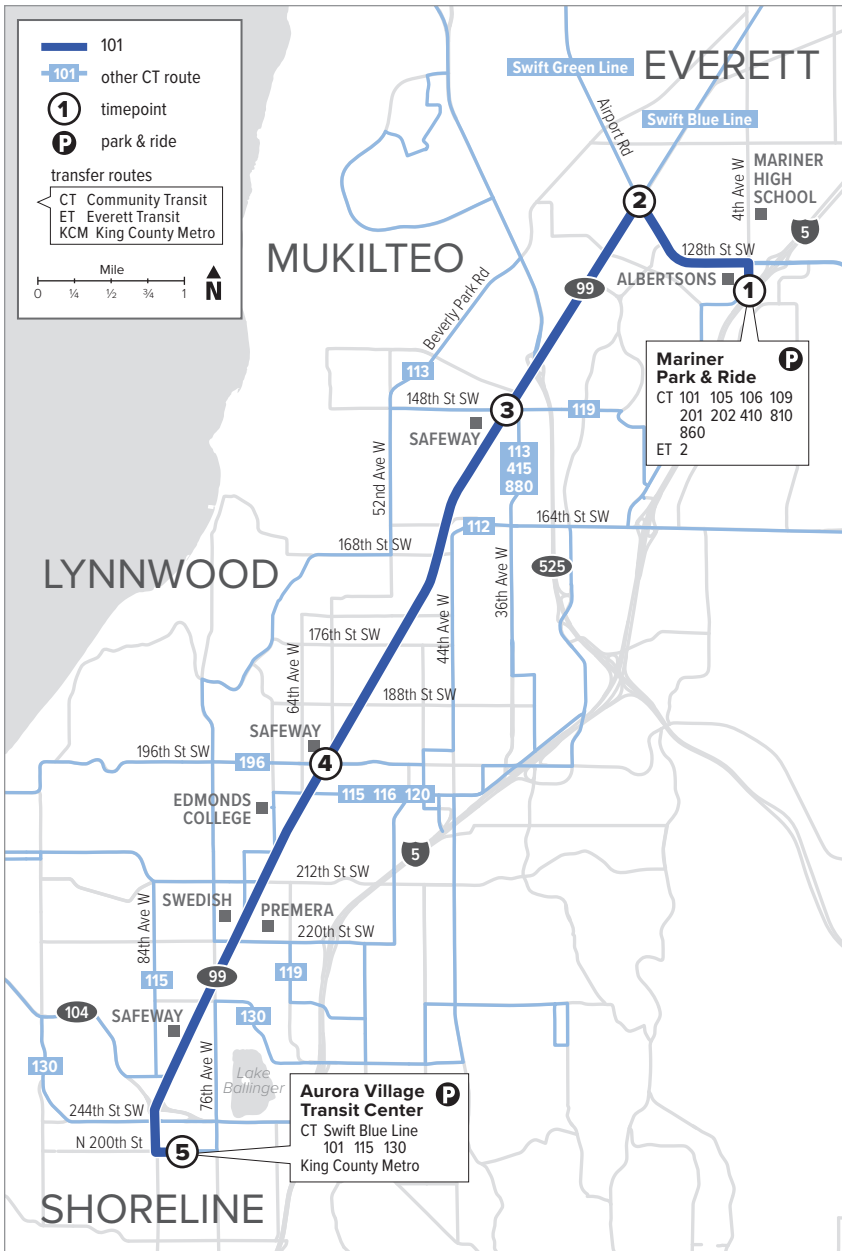 101
101
other CT route
1
timepoint
P
park & ride
transfer routes
CT Community Transit
ET Everett Transit
KCM King County Metro
Mile
0 ¼ ½ ¾ 1
N
Swift Green Line
EVERETT
Swift Blue Line
Airport Rd
4th Ave W
MARINER
HIGH
SCHOOL
2
5
128th St SW
MUKILTEO
ALBERTSONS
1
99
Beverly Park Rd
Mariner
Park & Ride
P
CT 101 105 106 109
201 202 410 810
860
ET 2
113
148th St SW
3
119
SAFEWAY
52nd Ave W
113
415
880
112
164th St SW
168th St SW
LYNNWOOD
525
36th Ave W
44th Ave W
176th St SW
64th Ave W
188th St SW
SAFEWAY
196th St SW
196
4
EDMONDS
COLLEGE
115 116 120
5
212th St SW
SWEDISH
PREMERA
84th Ave W
220th St SW
99
119
115
104
SAFEWAY
130
130
76th Ave W
Lake
Ballinger
Aurora Village
Transit Center
P
CT Swift Blue Line
101 115 130
King County Metro
244th St SW
N 200th St
5
SHORELINE